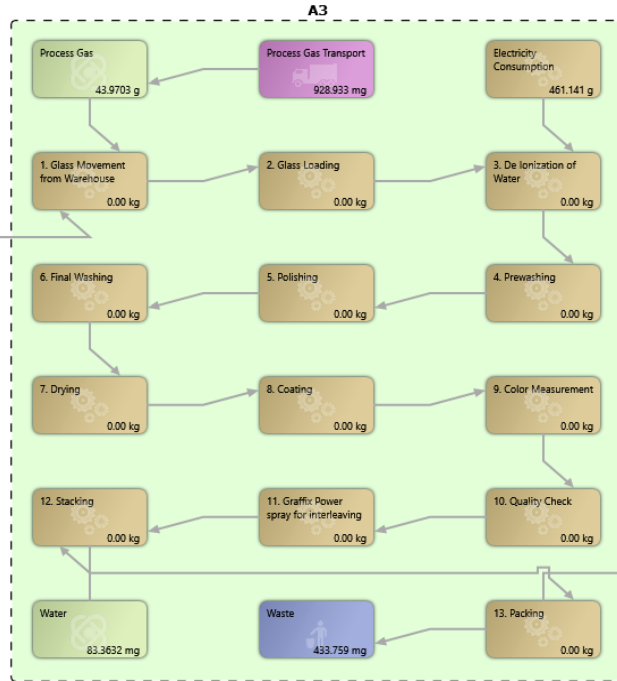 A3
Process Gas
43.9703 g
Process Gas Transport
928.933 mg
Electricity
Consumption
461.141 g
1. Glass Movement
from Warehouse
0.00 kg
2. Glass Loading
0.00 kg
3. De Ionization of
Water
0.00 kg
6. Final Washing
0.00 kg
5. Polishing
0.00 kg
4. Prewashing
0.00 kg
7. Drying
0.00 kg
8. Coating
0.00 kg
9. Color Measurement
0.00 kg
12. Stacking
0.00 kg
11. Graffix Power
spray for interleaving
0.00 kg
10. Quality Check
0.00 kg
Water
83.3632 mg
Waste
433.759 mg
13. Packing
0.00 kg